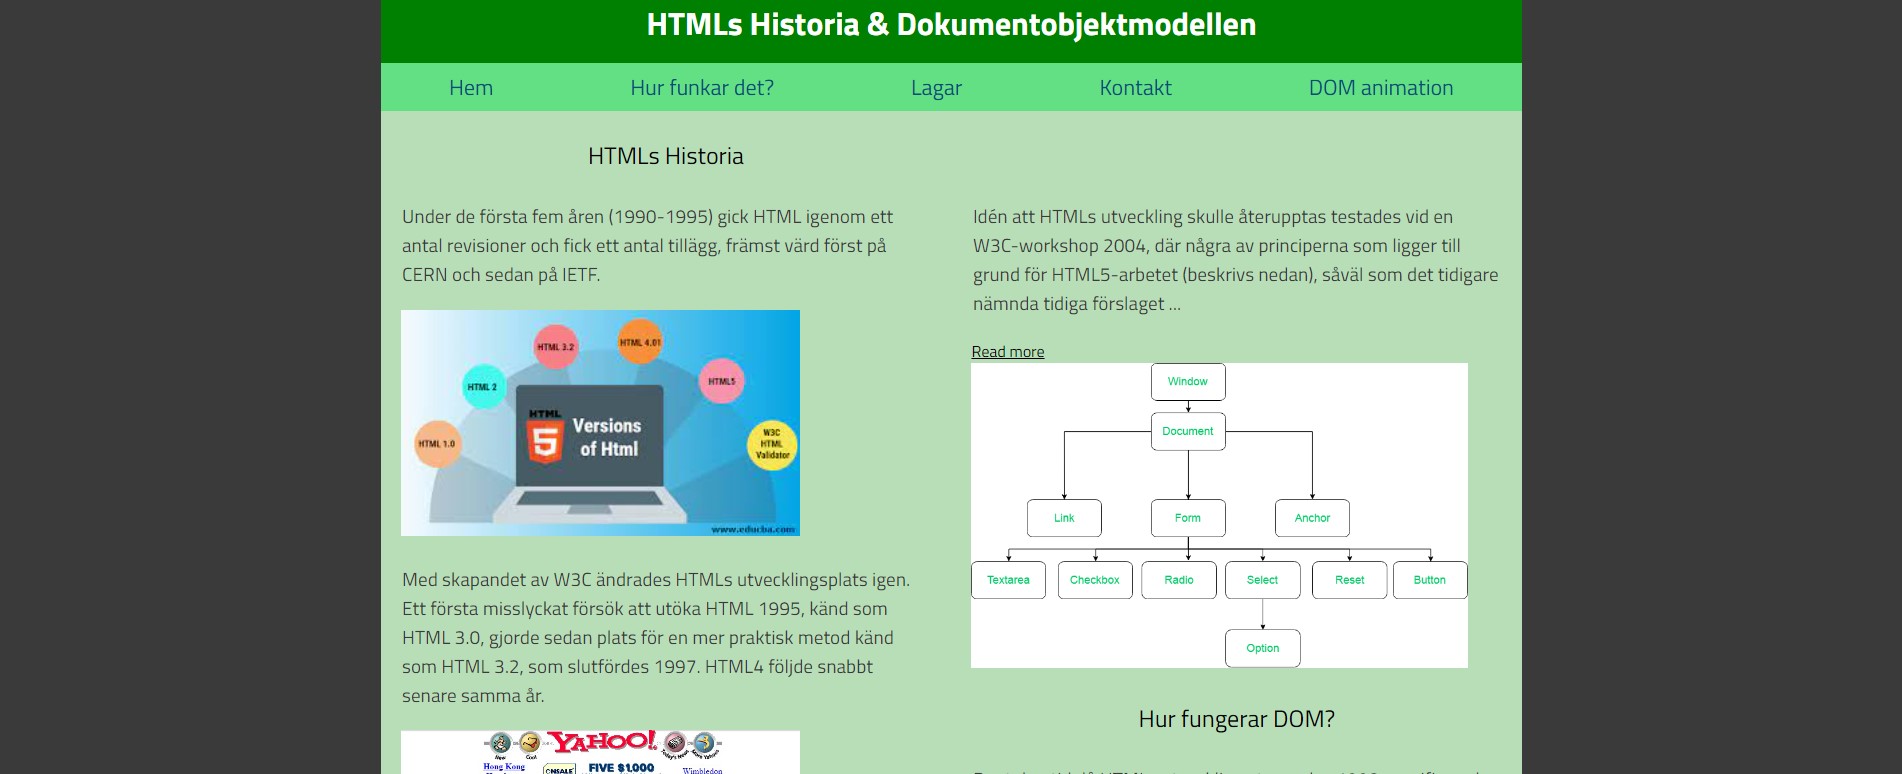 HTMLs Historia & Dokumentobjektmodellen
Hem
Hur funkar det?
Lagar
Kontakt
DOM animation
HTMLs Historia
Under de första fem åren (1990-1995) gick HTML igenom ett
antal revisioner och fick ett antal tillägg, främst värd först på
CERN och sedan på IETF.
HTML 1.0
HTML 2
HTML 3.2
HTML 4.01
HTML5
W3C
HTML
Validator
HTML
5
Versions
of Html
www.educba.com
Med skapandet av W3C ändrades HTMLs utvecklingsplats igen.
Ett första misslyckat försök att utöka HTML 1995, känd som
HTML 3.0, gjorde sedan plats för en mer praktisk metod känd
som HTML 3.2, som slutfördes 1997. HTML4 följde snabbt
senare samma år.
New
Cool
YAHOO!
Today's News
More Yahoos
Hong Kong
CNSALE
FIVE $1,000
Wimbledon
Idén att HTMLs utveckling skulle återupptas testades vid en
W3C-workshop 2004, där några av principerna som ligger till
grund för HTML5-arbetet (beskrivs nedan), såväl som det tidigare
nämnda tidiga förslaget ...
Read more
Window
Document
Link
Form
Anchor
Textarea
Checkbox
Radio
Select
Reset
Button
Option
Hur fungerar DOM?